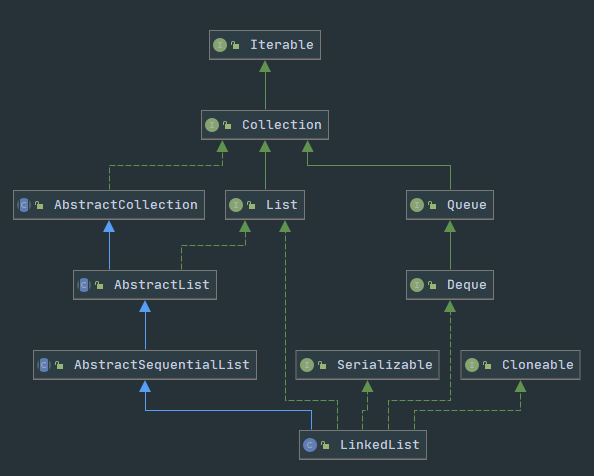 Iterable
Collection
AbstractCollection
List
Queue
AbstractList
Deque
AbstractSequentialList
Serializable
Cloneable
LinkedList